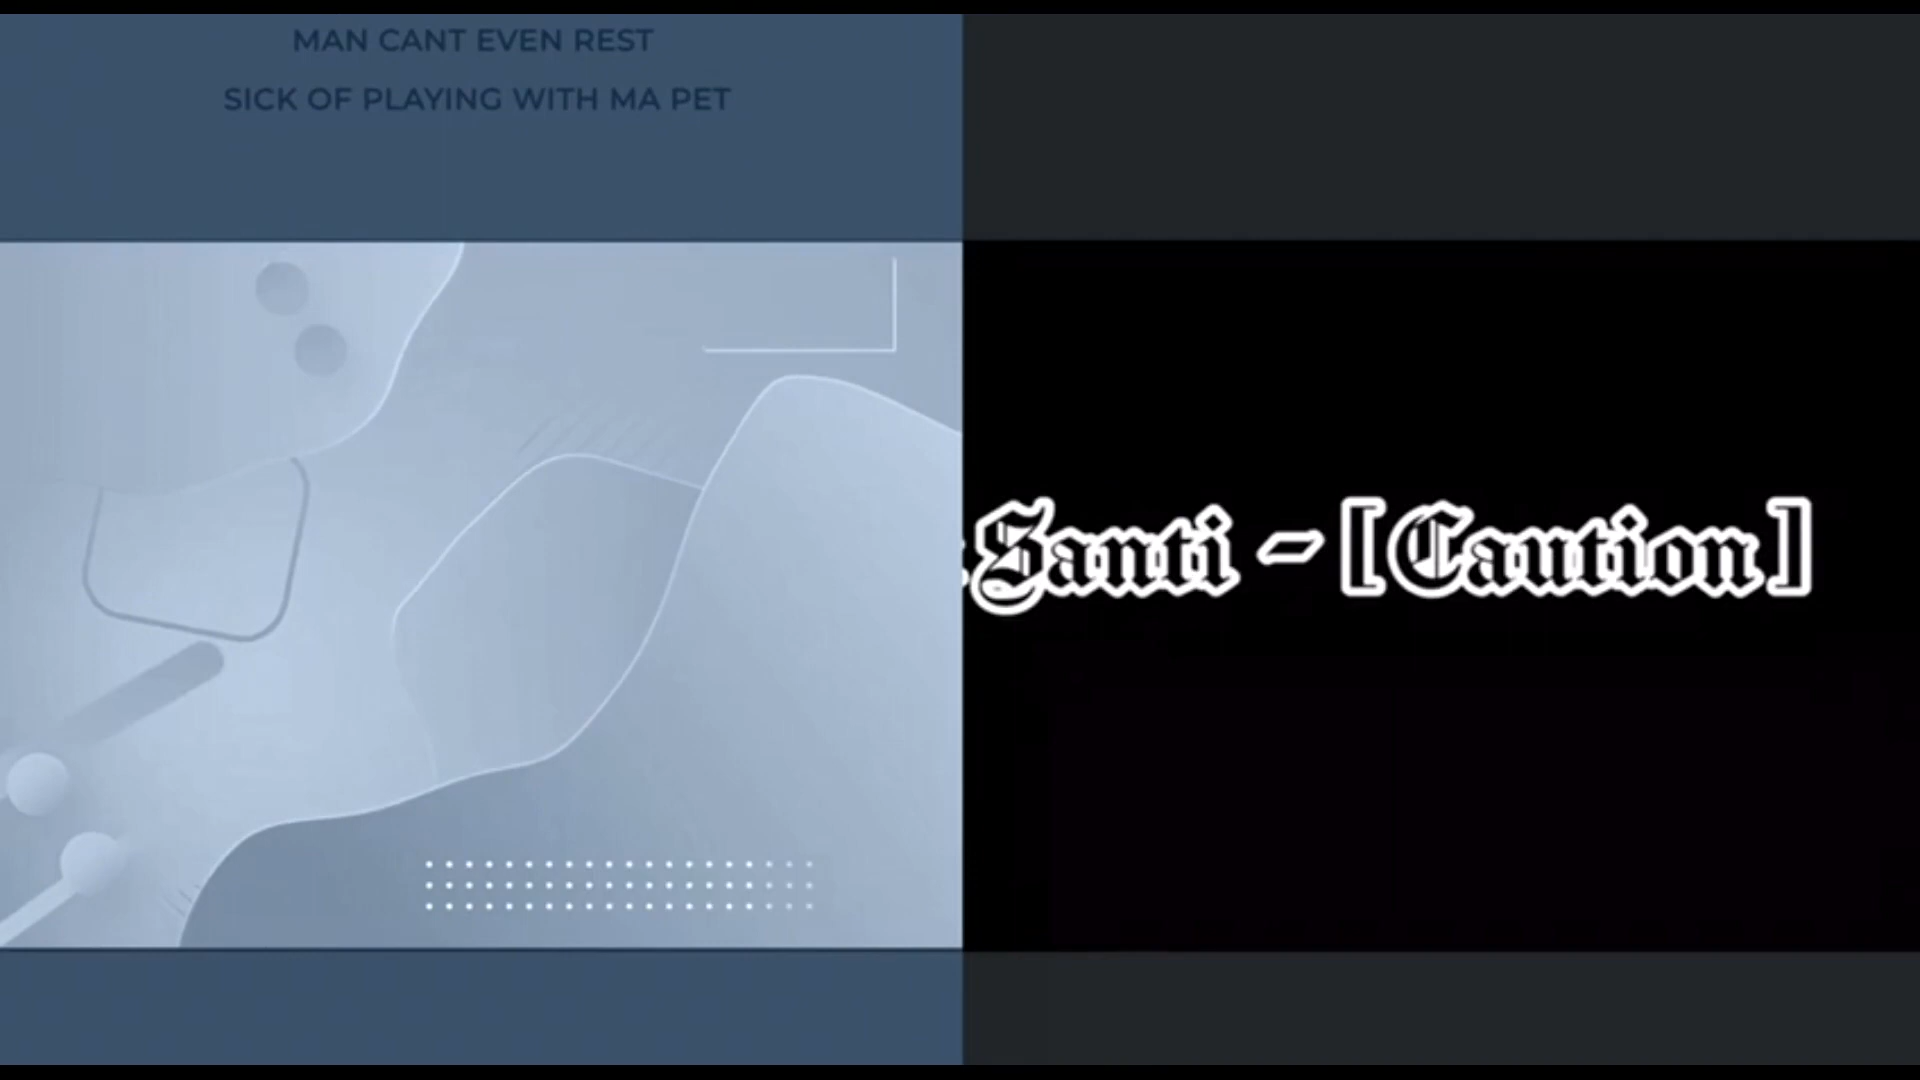 MAN CANT EVEN REST
SICK OF PLAYING WITH MA PET
Santi - [Caution]